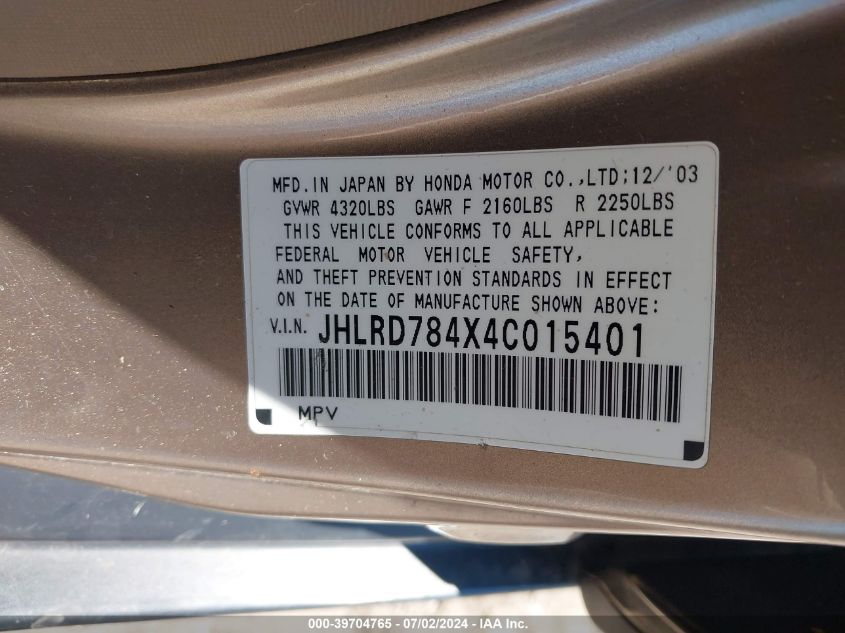 MFD.IN JAPAN BY HONDA MOTOR CO.,LTD;12/'03
GVWR 4320LBS GAWR F 2160LBS R 2250LBS
THIS VEHICLE CONFORMS TO ALL APPLICABLE
FEDERAL MOTOR VEHICLE SAFETY,
AND THEFT PREVENTION STANDARDS IN EFFECT
ON THE DATE OF MANUFACTURE SHOWN ABOVE:
V.I.N. JHLRD784X4C015401
MPV
000-39704765 - 07/02/2024 - IAA Inc.